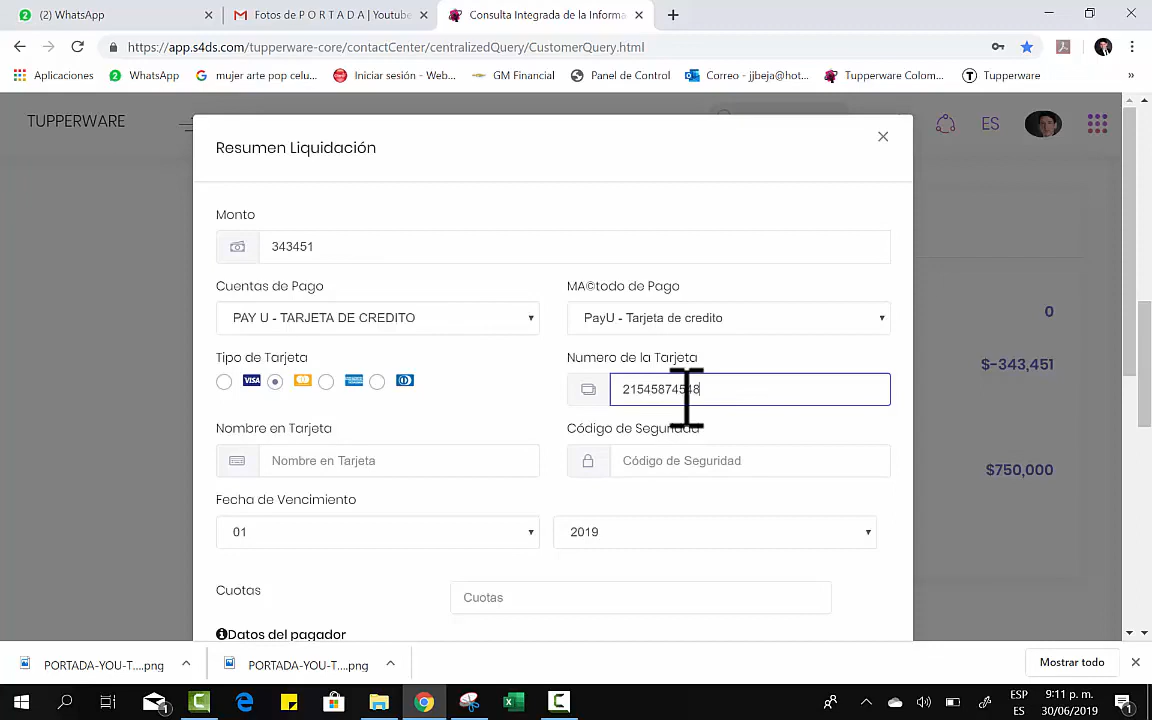 (2) WhatsApp
Fotos de P O R T A D A | Youtube
Consulta Integrada de la Informa
https://app.s4ds.com/tupperware-core/contactCenter/centralizedQuery/CustomerQuery.html
Aplicaciones
WhatsApp
mujer arte pop celu...
Iniciar sesión - Web...
GM Financial
Panel de Control
Correo - jjbeja@hot...
Tupperware Colom...
Tupperware
»
TUPPERWARE
ES
Resumen Liquidación
Monto
343451
0
Cuentas de Pago
MA©todo de Pago
PAY U - TARJETA DE CREDITO
PayU - Tarjeta de credito
$-343,451
Tipo de Tarjeta
Numero de la Tarjeta
VISA
21545874548
Nombre en Tarjeta
Código de Seguridad
Nombre en Tarjeta
Código de Seguridad
$750,000
Fecha de Vencimiento
01
2019
Cuotas
Cuotas
Datos del pagador
PORTADA-YOU-T....png
PORTADA-YOU-T....png
Mostrar todo
ESP
ES
9:11 p. m.
30/06/2019